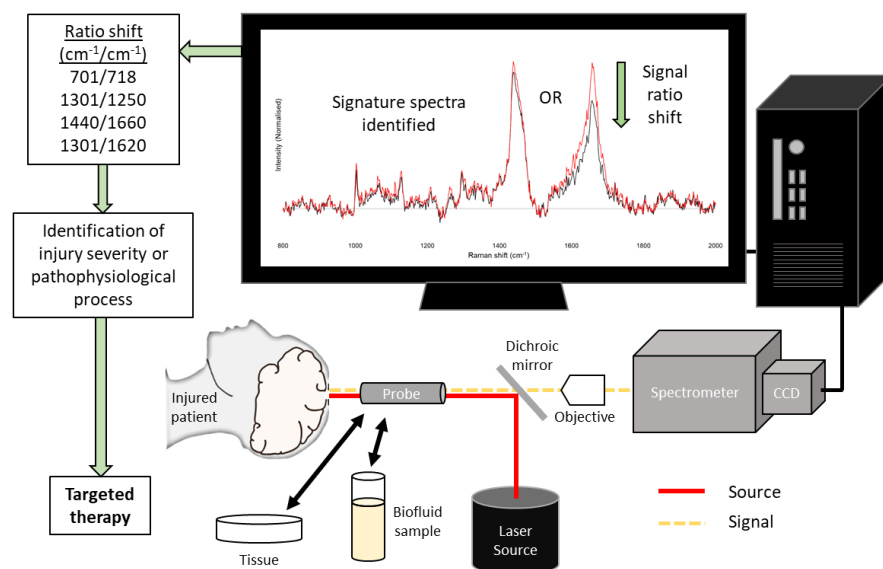 Ratio shift
(cm⁻¹/cm⁻¹)
701/718
1301/1250
1440/1660
1301/1620
Identification of
injury severity or
pathophysiological
process
Targeted
therapy
Signature spectra
identified
OR
Signal
ratio
shift
Intensity (Normalised)
800
1000
1200
1400
1600
1800
2000
Raman shift (cm⁻¹)
Injured
patient
Probe
Dichroic
mirror
Objective
Spectrometer
CCD
Tissue
Biofluid
sample
Laser
Source
Source
Signal